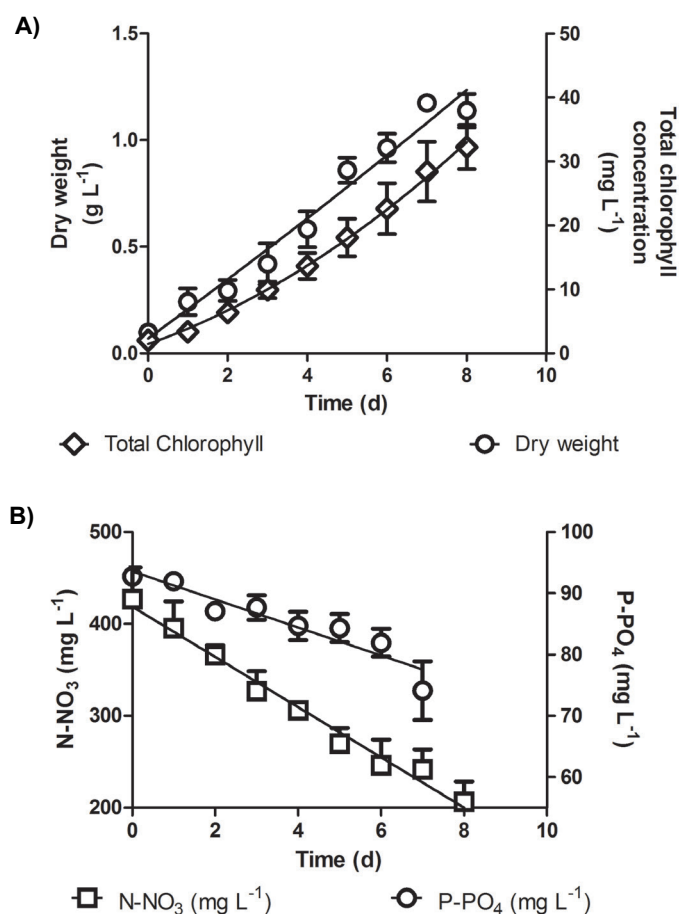 A)
1.5
1.0
0.5
0.0
Dry weight
(g L⁻¹)
50
40
30
20
10
0
Total chlorophyll
concentration
(mg L⁻¹)
0 2 4 6 8 10
Time (d)
Total Chlorophyll Dry weight
B)
500
400
300
200
N-NO₃ (mg L⁻¹)
100
90
80
70
60
P-PO₄ (mg L⁻¹)
0 2 4 6 8 10
Time (d)
N-NO₃ (mg L⁻¹) P-PO₄ (mg L⁻¹)